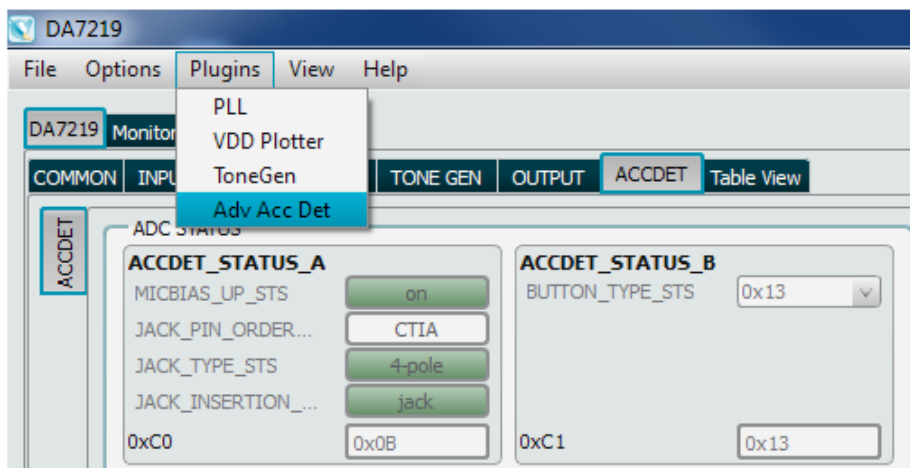 DA7219
File Options Plugins View Help
PLL
VDD Plotter
ToneGen
Adv Acc Det
DA7219 Monitor
COMMON TONE GEN OUTPUT ACCDET Table View
ACCDET
ADC STATUS
ACCDET_STATUS_A
MICBIAS_UP_STS on
JACK_PIN_ORDER... CTIA
JACK_TYPE_STS 4-pole
JACK_INSERTION_... jack
0xC0 0x0B
ACCDET_STATUS_B
BUTTON_TYPE_STS 0x13
0xC1 0x13